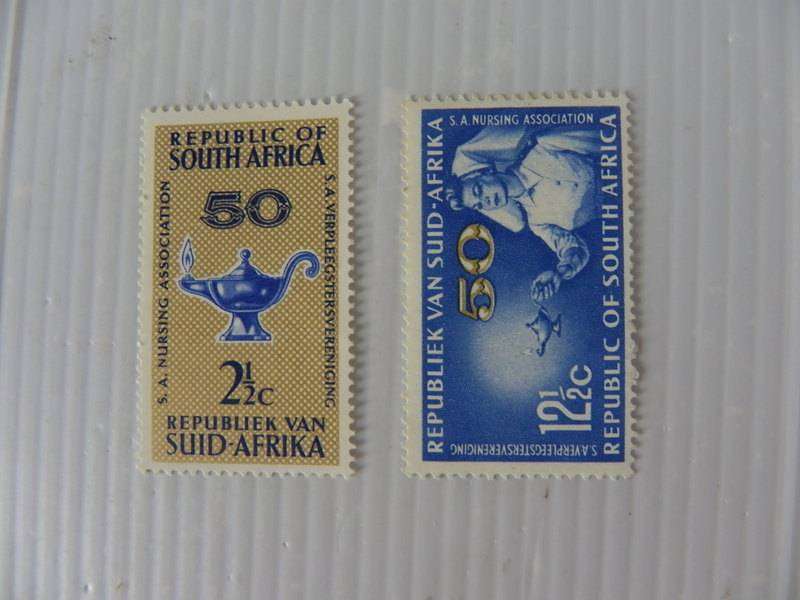 REPUBLIC OF
SOUTH AFRICA
50
S.A. NURSING ASSOCIATION
S.A. VERPLEEGSTERSVERENIGING
2½c
REPUBLIEK VAN
SUID-AFRIKA
S.A. NURSING ASSOCIATION
REPUBLIEK VAN SUID-AFRIKA
50
12½c
REPUBLIC OF SOUTH AFRICA
S.A. VERPLEEGSTERSVERENIGING